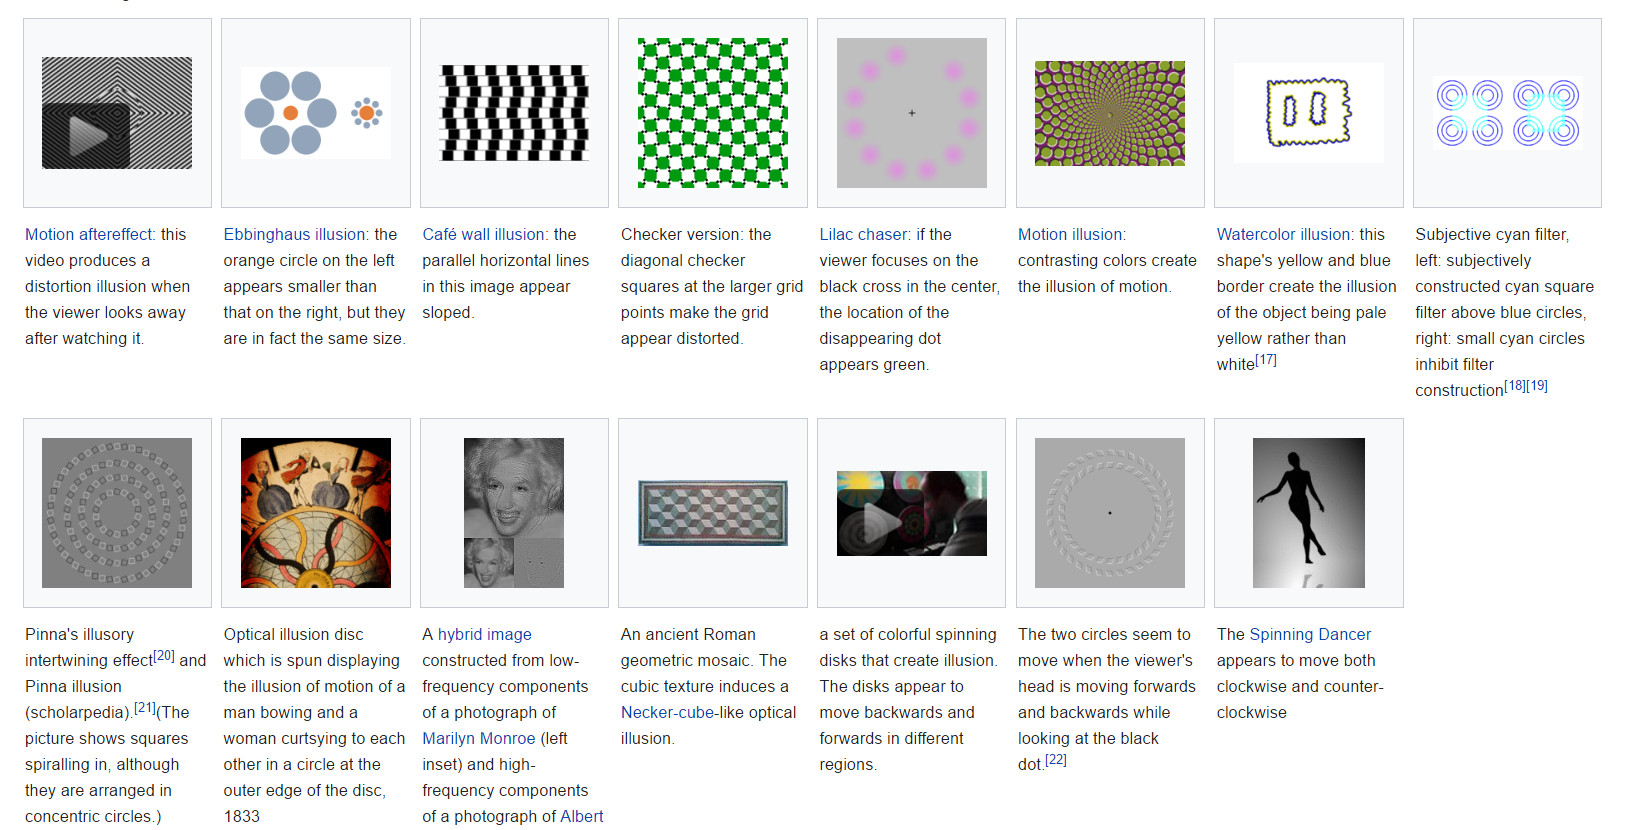 Motion aftereffect: this
video produces a
distortion illusion when
the viewer looks away
after watching it.
Ebbinghaus illusion: the
orange circle on the left
appears smaller than
that on the right, but they
are in fact the same size.
Café wall illusion: the
parallel horizontal lines
in this image appear
sloped.
Checker version: the
diagonal checker
squares at the larger grid
points make the grid
appear distorted.
Lilac chaser: if the
viewer focuses on the
black cross in the center,
the location of the
disappearing dot
appears green.
Motion illusion:
contrasting colors create
the illusion of motion.
Watercolor illusion: this
shape's yellow and blue
border create the illusion
of the object being pale
yellow rather than
white[17]
Subjective cyan filter,
left: subjectively
constructed cyan square
filter above blue circles,
right: small cyan circles
inhibit filter
construction[18][19]
Pinna's illusory
intertwining effect[20] and
Pinna illusion
(scholarpedia).[21](The
picture shows squares
spiralling in, although
they are arranged in
concentric circles.)
Optical illusion disc
which is spun displaying
the illusion of motion of a
man bowing and a
woman curtsying to each
other in a circle at the
outer edge of the disc,
1833
A hybrid image
constructed from low-
frequency components
of a photograph of
Marilyn Monroe (left
inset) and high-
frequency components
of a photograph of Albert
An ancient Roman
geometric mosaic. The
cubic texture induces a
Necker-cube-like optical
illusion.
a set of colorful spinning
disks that create illusion.
The disks appear to
move backwards and
forwards in different
regions.
The two circles seem to
move when the viewer's
head is moving forwards
and backwards while
looking at the black
dot.[22]
The Spinning Dancer
appears to move both
clockwise and counter-
clockwise